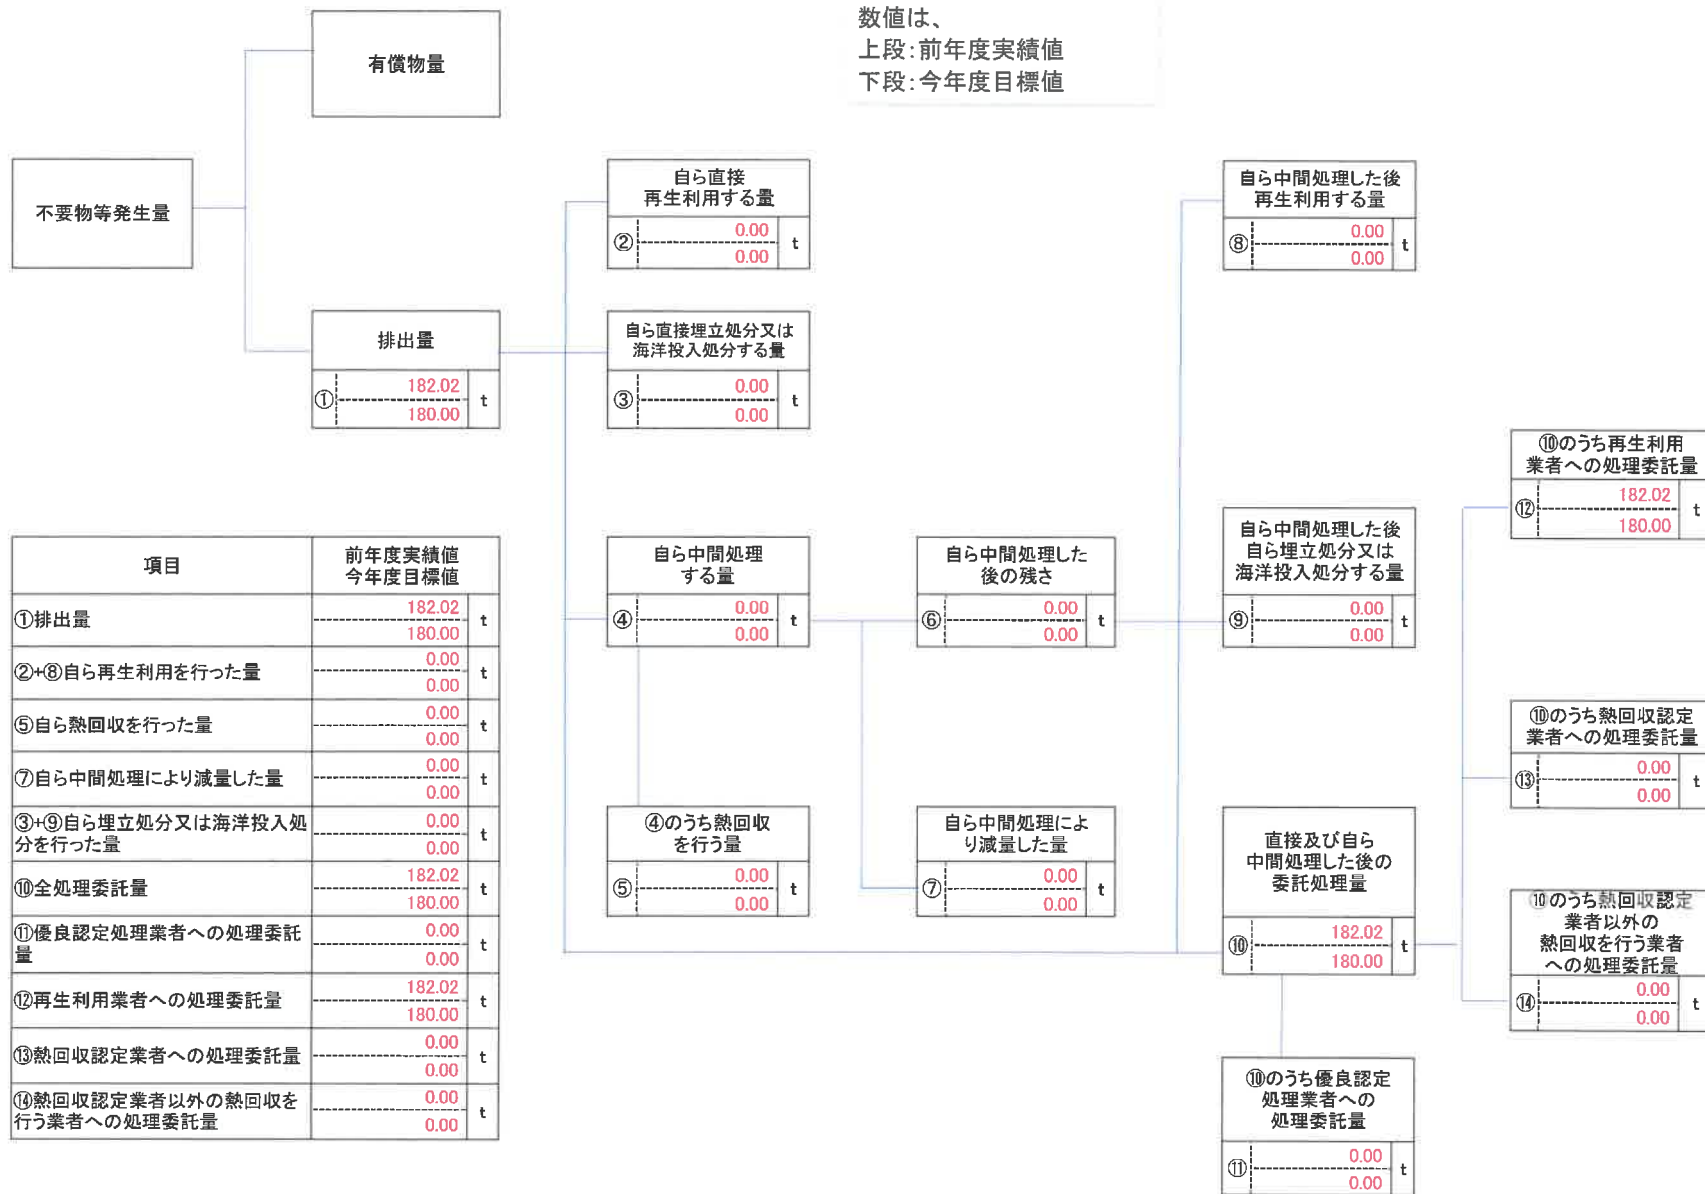 数値は、
上段:前年度実績値
下段:今年度目標値
有償物量
不要物等発生量
排出量
①
182.02
180.00
t
自ら直接
再生利用する量
②
0.00
0.00
t
自ら直接埋立処分又は
海洋投入処分する量
③
0.00
0.00
t
自ら中間処理
する量
④
0.00
0.00
t
④のうち熱回収
を行う量
⑤
0.00
0.00
t
自ら中間処理した
後の残さ
⑥
0.00
0.00
t
自ら中間処理によ
り減量した量
⑦
0.00
0.00
t
自ら中間処理した後
再生利用する量
⑧
0.00
0.00
t
自ら中間処理した後
自ら埋立処分又は
海洋投入処分する量
⑨
0.00
0.00
t
直接及び自ら
中間処理した後の
委託処理量
⑩
182.02
180.00
t
⑩のうち優良認定
処理業者への
処理委託量
⑪
0.00
0.00
t
⑩のうち再生利用
業者への処理委託量
⑫
182.02
180.00
t
⑩のうち熱回収認定
業者への処理委託量
⑬
0.00
0.00
t
⑩のうち熱回収認定
業者以外の
熱回収を行う業者
への処理委託量
⑭
0.00
0.00
t
項目
前年度実績値
今年度目標値
①排出量
182.02
180.00
t
②+⑧自ら再生利用を行った量
0.00
0.00
t
⑤自ら熱回収を行った量
0.00
0.00
t
⑦自ら中間処理により減量した量
0.00
0.00
t
③+⑨自ら埋立処分又は海洋投入処
分を行った量
0.00
0.00
t
⑩全処理委託量
182.02
180.00
t
⑪優良認定処理業者への処理委託
量
0.00
0.00
t
⑫再生利用業者への処理委託量
182.02
180.00
t
⑬熱回収認定業者への処理委託量
0.00
0.00
t
⑭熱回収認定業者以外の熱回収を
行う業者への処理委託量
0.00
0.00
t